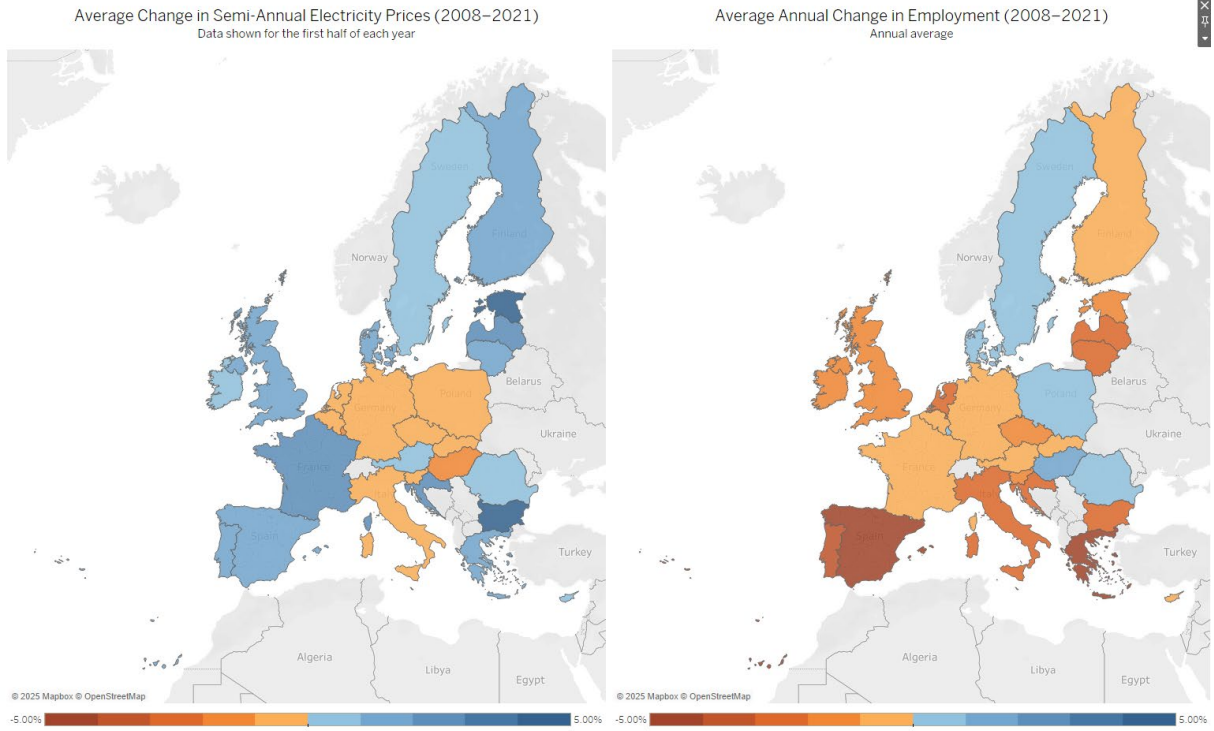 Average Change in Semi-Annual Electricity Prices (2008–2021)
Data shown for the first half of each year
Sweden
Finland
Norway
Belarus
Germany
Poland
Ukraine
France
Italy
Spain
Turkey
Algeria
Libya
Egypt
© 2025 Mapbox © OpenStreetMap
-5.00%
5.00%
Average Annual Change in Employment (2008–2021)
Annual average
Sweden
Finland
Norway
Belarus
Germany
Poland
Ukraine
France
Italy
Spain
Turkey
Algeria
Libya
Egypt
© 2025 Mapbox © OpenStreetMap
-5.00%
5.00%